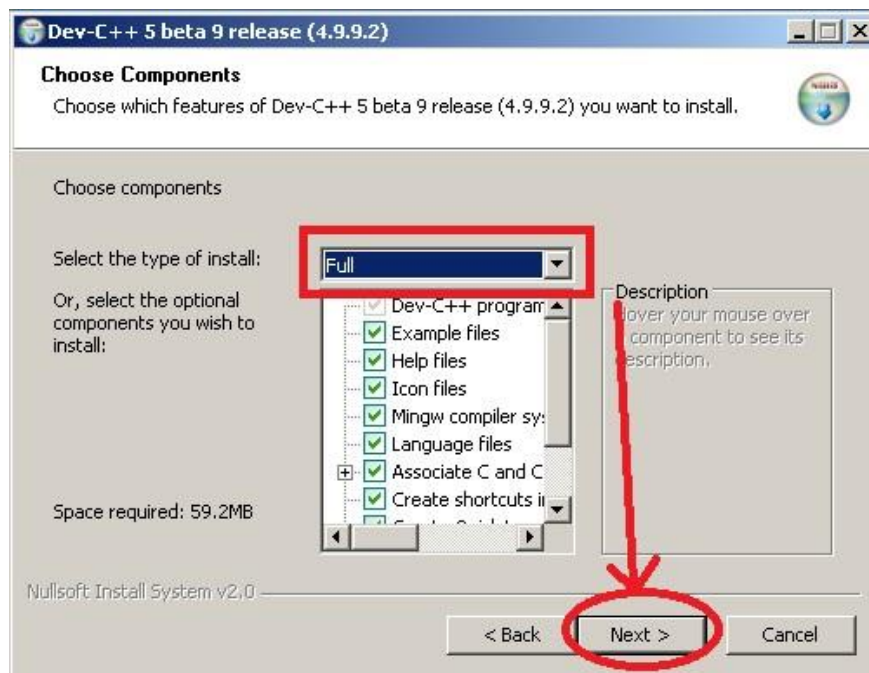 Dev-C++ 5 beta 9 release (4.9.9.2)
Choose Components
Choose which features of Dev-C++ 5 beta 9 release (4.9.9.2) you want to install.
Choose components
Select the type of install:
Full
Or, select the optional
components you wish to
install:
Dev-C++ program
Example files
Help files
Icon files
Mingw compiler sy
Language files
Associate C and C
Create shortcuts i
Description
Hover your mouse over
component to see its
description.
Space required: 59.2MB
Nullsoft Install System v2.0
< Back
Next >
Cancel